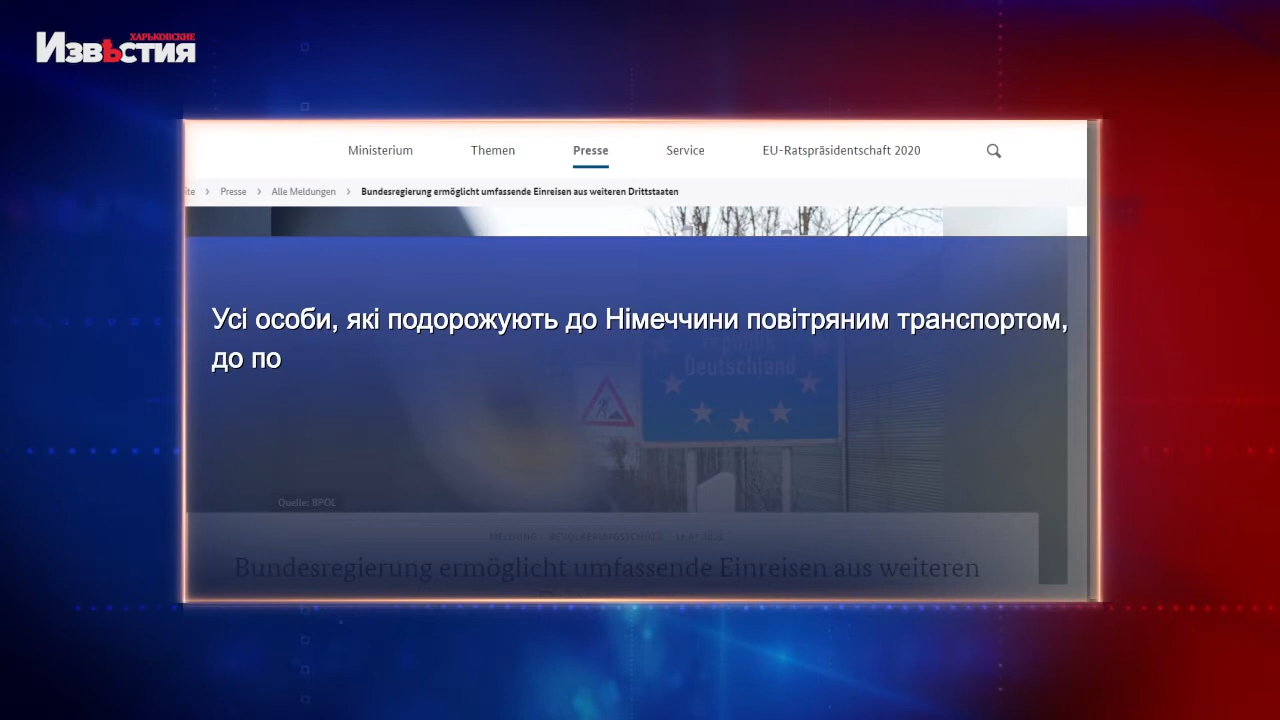 ХАРЬКОВСКИЕ
ИзвѢстия
Ministerium Themen Presse Service EU-Ratspräsidentschaft 2020
Presse > Alle Meldungen > Bundesregierung ermöglicht umfassende Einreisen aus weiteren Drittstaaten
Усі особи, які подорожують до Німеччини повітряним транспортом,
до по
Deutschland
Quelle: BPOL
MELDUNG BEVÖLKERUNGSSCHUTZ
Bundesregierung ermöglicht umfassende Einreisen aus weiteren